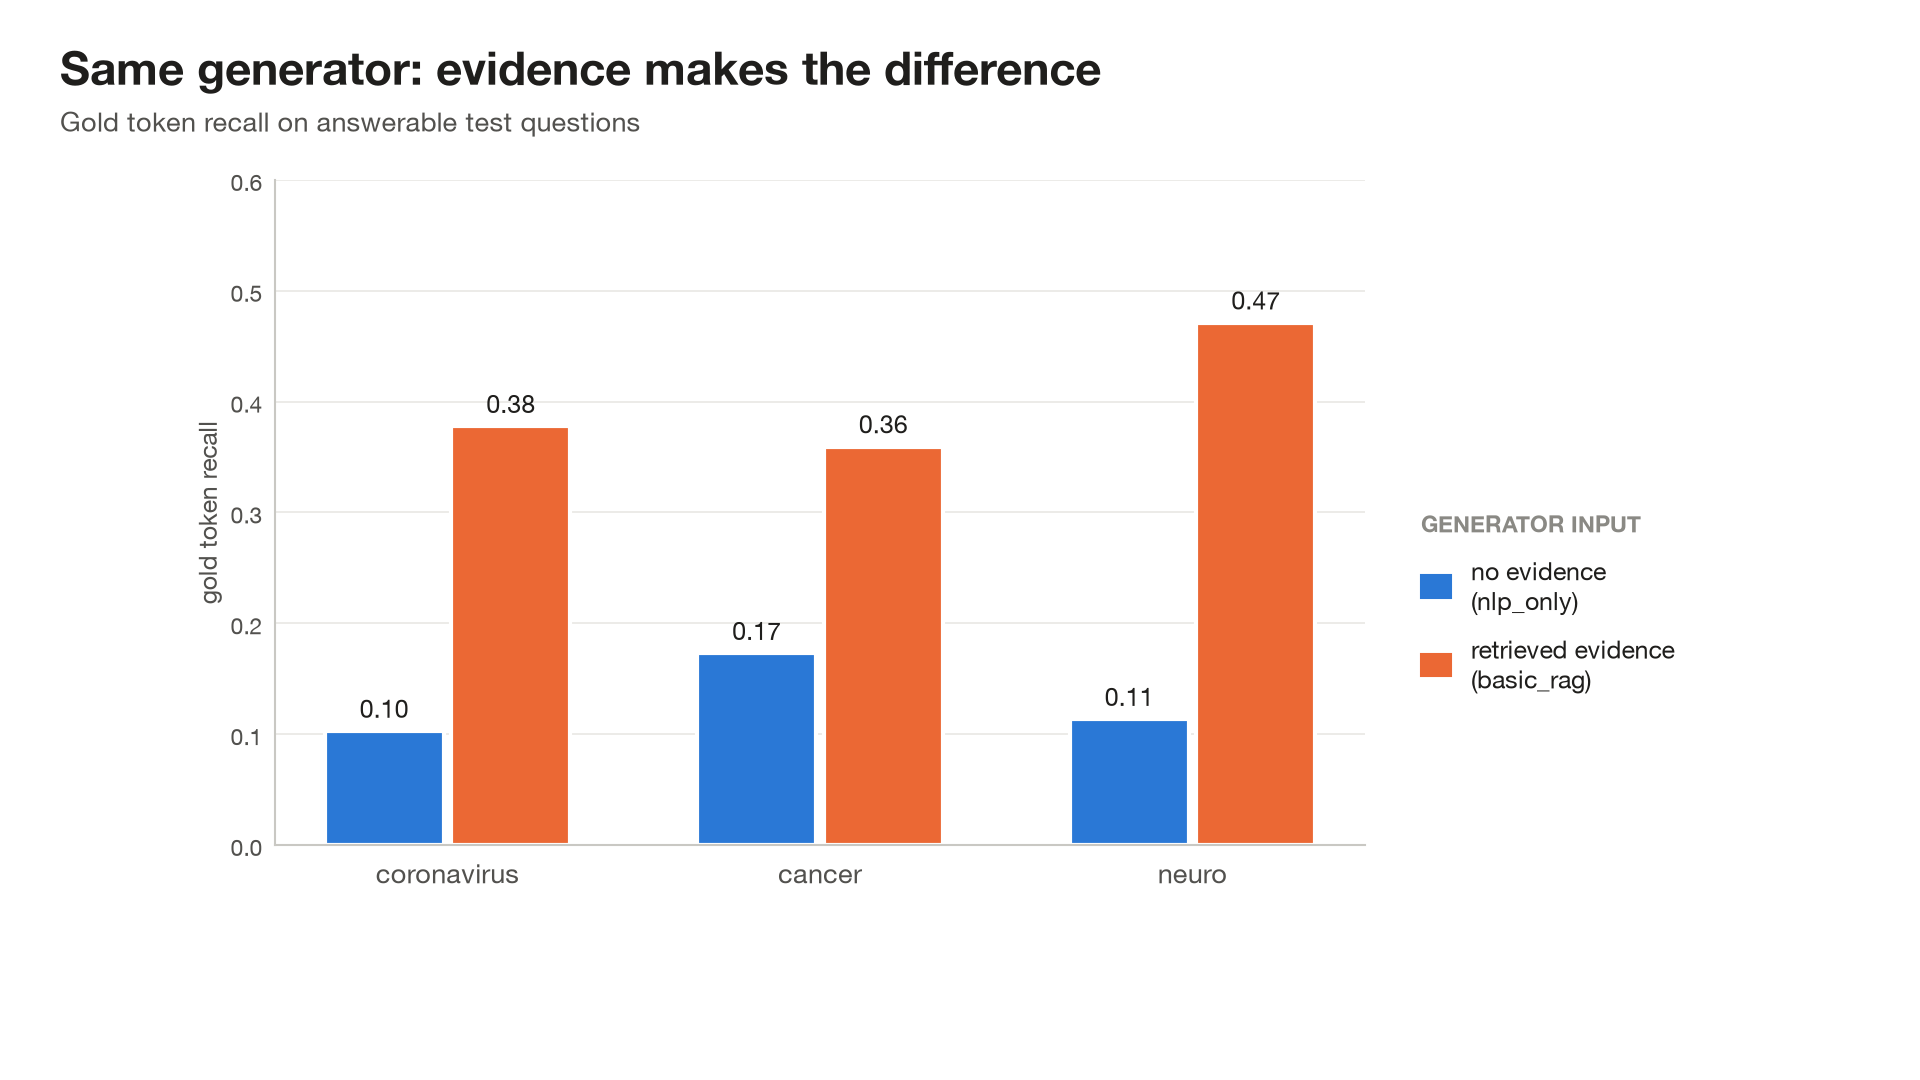 Same generator: evidence makes the difference
Gold token recall on answerable test questions
gold token recall
0.6
0.5
0.4
0.3
0.2
0.1
0.0
0.10
0.38
0.17
0.36
0.11
0.47
coronavirus
cancer
neuro
GENERATOR INPUT
no evidence
(nlp_only)
retrieved evidence
(basic_rag)